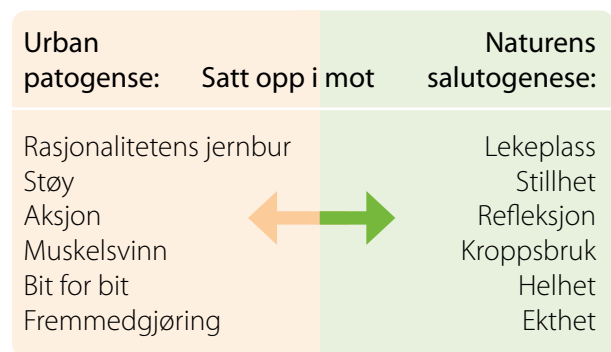 Urban Naturens
patogense: Satt opp i mot salutogenese:
Rasjonalitetens jernbur Lekeplass
Støy Stillhet
Aksjon Refleksjon
Muskelsvinn Kroppsbruk
Bit for bit Helhet
Fremmedgjøring Ekthet